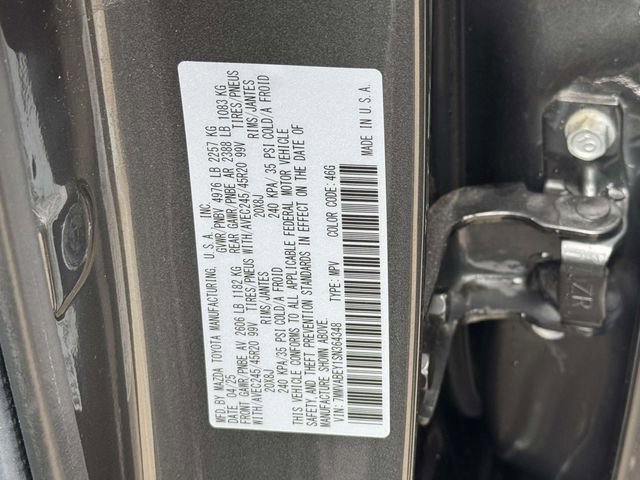 MFD. BY MAZDA TOYOTA MANUFACTURING, U.S.A., INC.
DATE 04/25 GVWR/PNBV 4976 LB 2257 KG
FRONT GAWR/PNBE AV 2606 LB 1182 KG REAR GAWR/PNBE AR 2388 LB 1083 KG
WITH/AVEC245/45R20 99V TIRES/PNEUS WITH/AVEC245/45R20 99V TIRES/PNEUS
20X8J RIMS/JANTES 20X8J RIMS/JANTES
240 KPA/35 PSI COLD/A FROID 240 KPA/35 PSI COLD/A FROID
THIS VEHICLE CONFORMS TO ALL APPLICABLE FEDERAL MOTOR VEHICLE
SAFETY, AND THEFT PREVENTION STANDARDS IN EFFECT ON THE DATE OF
MANUFACTURE SHOWN ABOVE.
VIN: 7MMVABEY1SN364348 TYPE: MPV COLOR CODE: 46G MADE IN U.S.A.
ZR